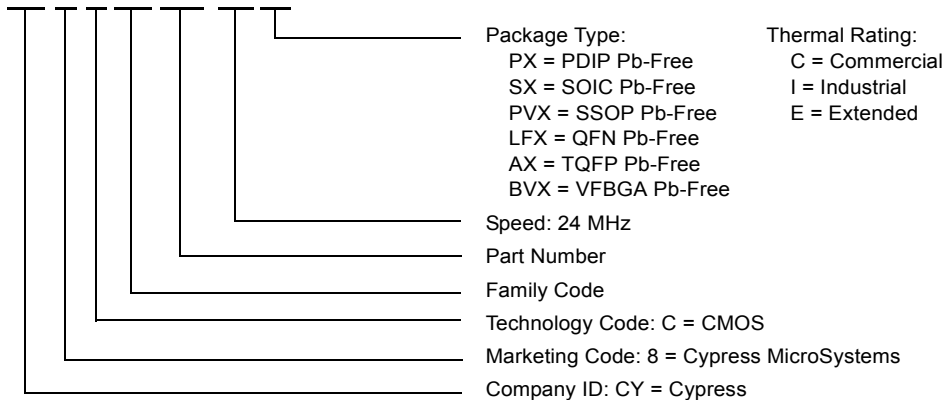 Package Type:
PX = PDIP Pb-Free
SX = SOIC Pb-Free
PVX = SSOP Pb-Free
LFX = QFN Pb-Free
AX = TQFP Pb-Free
BVX = VFBGA Pb-Free
Thermal Rating:
C = Commercial
I = Industrial
E = Extended
Speed: 24 MHz
Part Number
Family Code
Technology Code: C = CMOS
Marketing Code: 8 = Cypress MicroSystems
Company ID: CY = Cypress